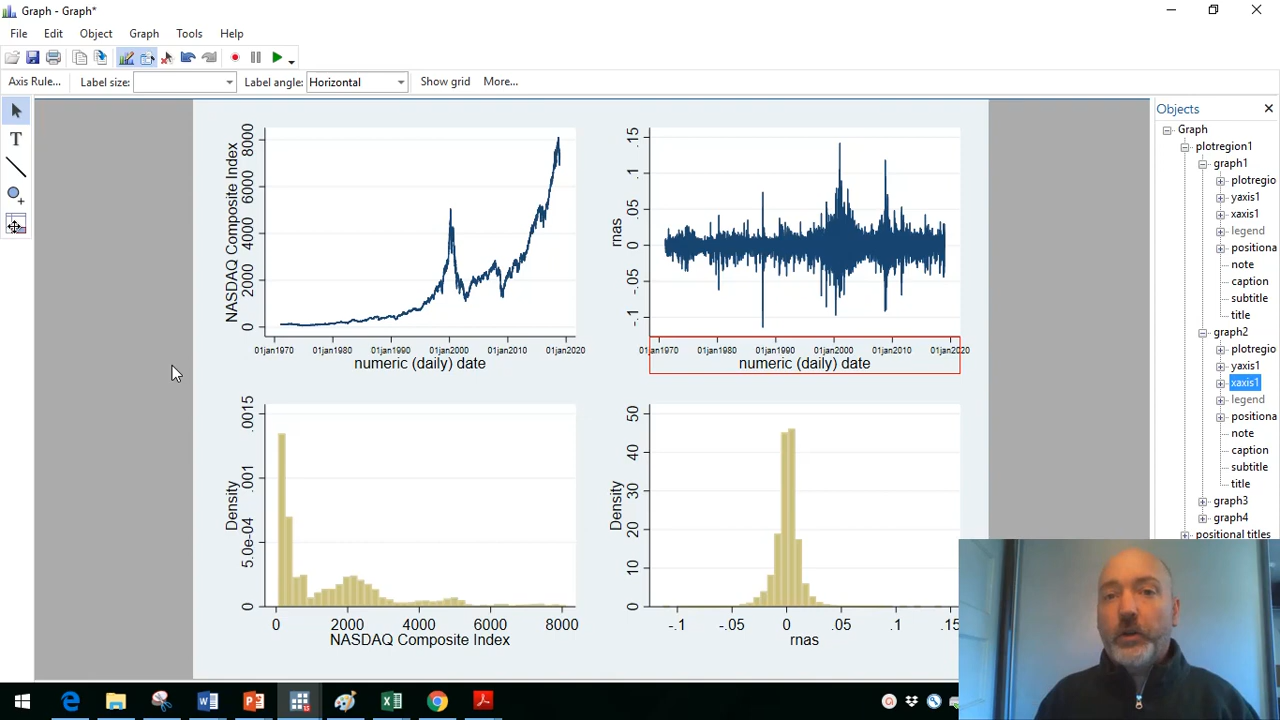 Graph - Graph*
File Edit Object Graph Tools Help
Axis Rule... Label size: Label angle: Horizontal Show grid More...
T
Objects
Graph
plotregion1
graph1
plotregio
yaxis1
xaxis1
legend
positiona
note
caption
subtitle
title
graph2
plotregio
yaxis1
xaxis1
legend
positiona
note
caption
subtitle
title
graph3
graph4
positional titles
NASDAQ Composite Index
8000
6000
4000
2000
0
01jan1970 01jan1980 01jan1990 01jan2000 01jan2010 01jan2020
numeric (daily) date
rnas
.15
.1
.05
0
-.05
-.1
01jan1970 01jan1980 01jan1990 01jan2000 01jan2010 01jan2020
numeric (daily) date
Density
.0015
.001
5.0e-04
0
0 2000 4000 6000 8000
NASDAQ Composite Index
Density
50
40
30
20
10
0
-.1 -.05 0 .05 .1 .15
rnas